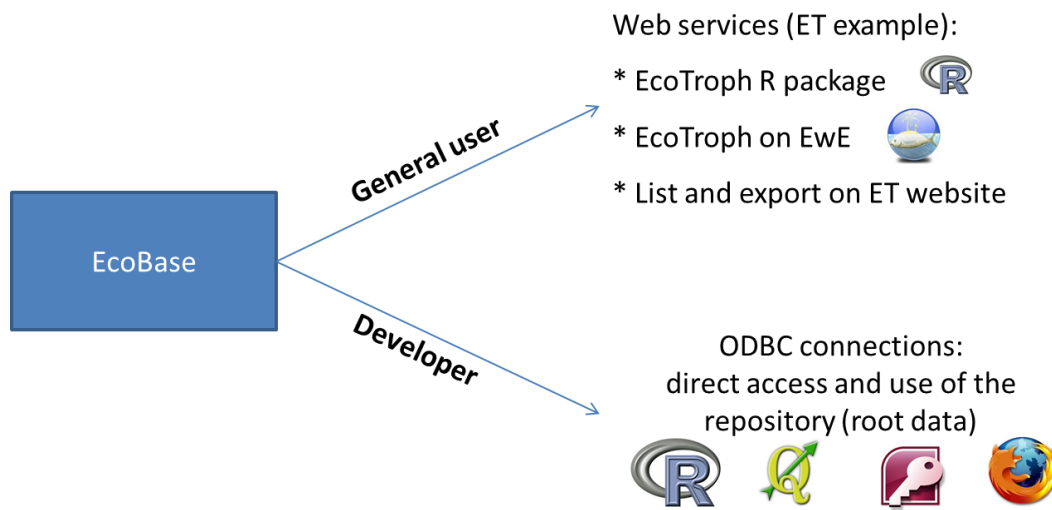 Web services (ET example):
* EcoTroph R package
* EcoTroph on EwE
* List and export on ET website
General user
EcoBase
Developer
ODBC connections:
direct access and use of the
repository (root data)